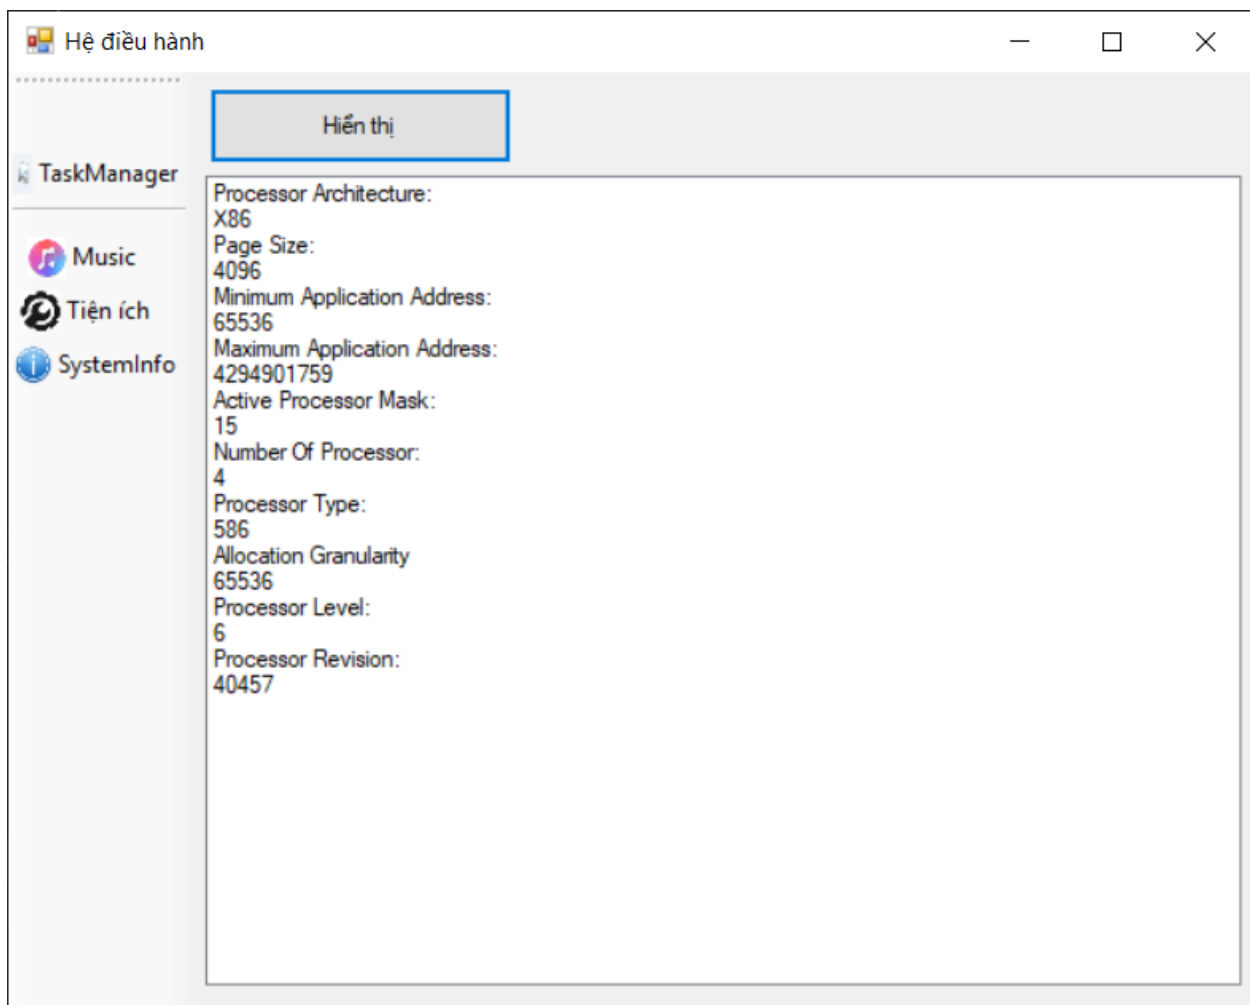 Hệ điều hành
TaskManager
Music
Tiện ích
SystemInfo
Hiển thị
Processor Architecture:
X86
Page Size:
4096
Minimum Application Address:
65536
Maximum Application Address:
4294901759
Active Processor Mask:
15
Number Of Processor:
4
Processor Type:
586
Allocation Granularity
65536
Processor Level:
6
Processor Revision:
40457